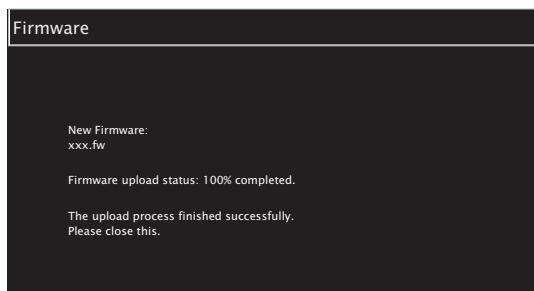 Firmware
New Firmware:
xxx.fw
Firmware upload status: 100% completed.
The upload process finished successfully.
Please close this.